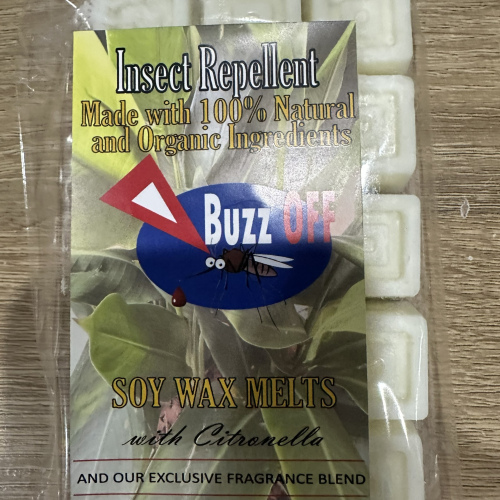 Insect Repellent
Made with 100% Natural
and Organic Ingredients
BUZZ OFF
SOY WAX MELTS
with Citronella
AND OUR EXCLUSIVE FRAGRANCE BLEND